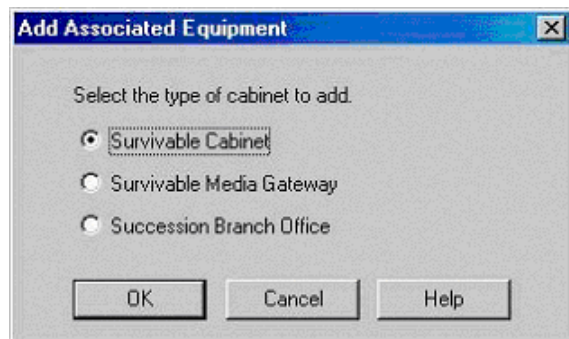 Add Associated Equipment
Select the type of cabinet to add.
Survivable Cabinet
Survivable Media Gateway
Succession Branch Office
OK Cancel Help